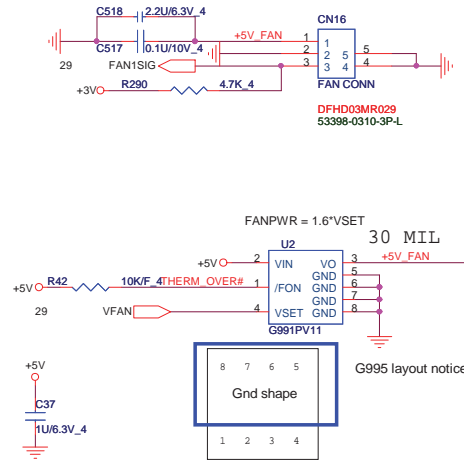 C518 2.2U/6.3V_4
CN16
+5V_FAN 1 1
C517 0.1U/10V_4 2 2 5 5
29 FAN1SIG 3 3 4 4
R290 4.7K_4 FAN CONN
+3V
DFHD03MR029
53398-0310-3P-L
FANPWR = 1.6*VSET
U2 30 MIL
+5V 2 VIN VO 3 +5V_FAN
GND 5
+5V R42 10K/F_4 THERM_OVER# 1 /FON GND 6
GND 7
29 VFAN 4 VSET GND 8
G991PV11
+5V
8 7 6 5 G995 layout notice
Gnd shape
C37
1U/6.3V_4
1 2 3 4